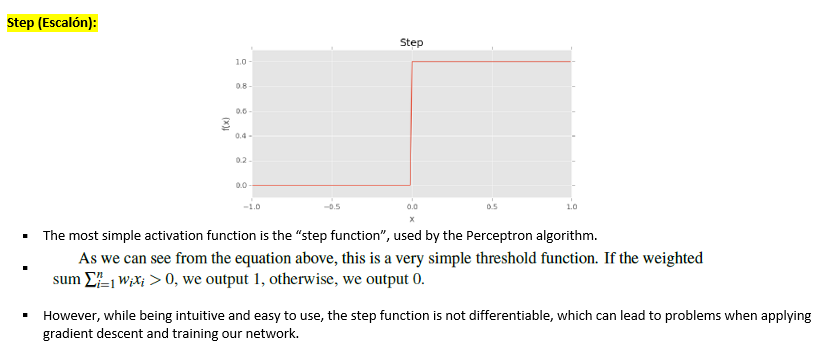 Step (Escalón):
Step
1.0
0.8
0.6
0.4
0.2
0.0
f(x)
−1.0 −0.5 0.0 0.5 1.0
x
▪ The most simple activation function is the “step function”, used by the Perceptron algorithm.
▪ As we can see from the equation above, this is a very simple threshold function. If the weighted
sum ∑ⁿᵢ₌₁ wᵢxᵢ > 0, we output 1, otherwise, we output 0.
▪ However, while being intuitive and easy to use, the step function is not differentiable, which can lead to problems when applying
gradient descent and training our network.